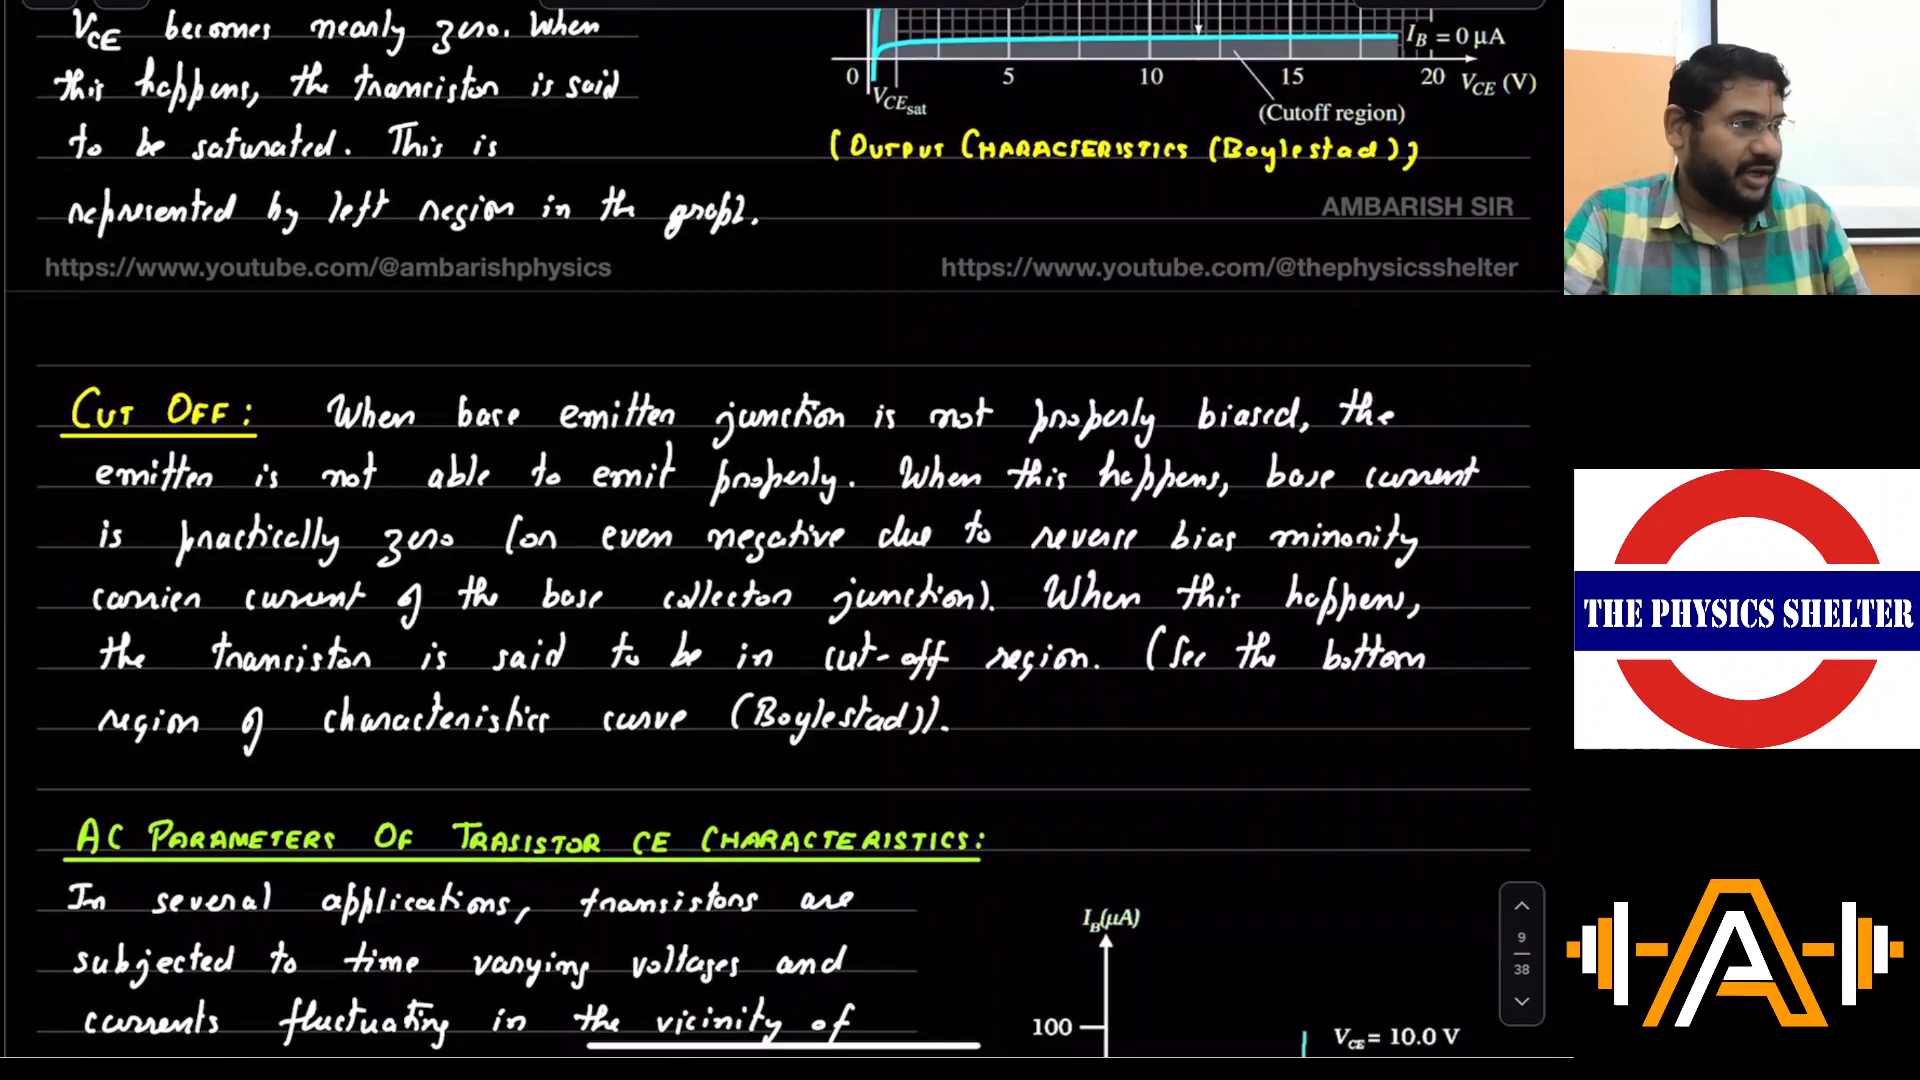 VCE becomes nearly zero. When
this happens, the transistor is said
to be saturated. This is
represented by left region in the graph.
IB = 0 μA
0 5 10 15 20 VCE (V)
VCEsat
(Cutoff region)
(OUTPUT CHARACTERISTICS (Boylestad))
AMBARISH SIR
https://www.youtube.com/@ambarishphysics
https://www.youtube.com/@thephysicsshelter
CUT OFF: When base emitter junction is not properly biased, the
emitter is not able to emit properly. When this happens, base current
is practically zero (or even negative due to reverse bias minority
carrier current of the base collector junction). When this happens,
the transistor is said to be in cut-off region. (See the bottom
region of characteristics curve (Boylestad)).
AC PARAMETERS OF TRASISTOR CE CHARACTERISTICS:
In several applications, transistors are
subjected to time varying voltages and
currents fluctuating in the vicinity of
IB(μA)
100
VCE = 10.0 V
9
38
THE PHYSICS SHELTER
A